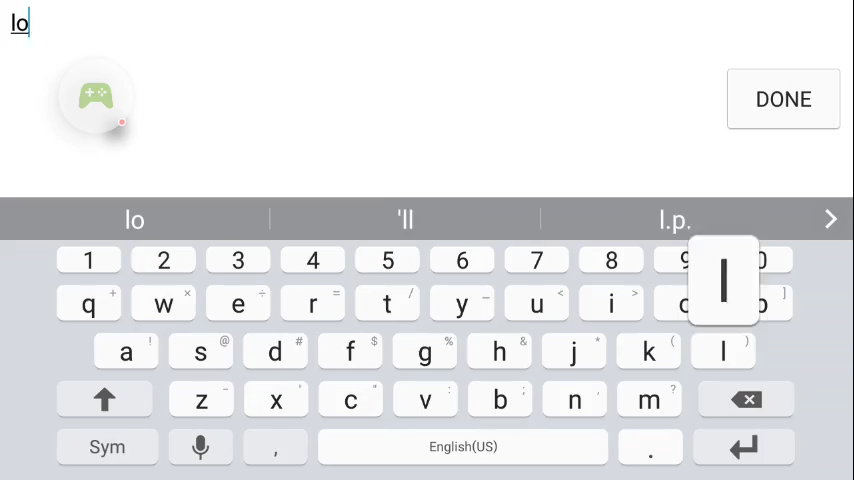 lo
DONE
lo 'll l.p.
1 2 3 4 5 6 7 8 9 0
l
q + w × e ÷ r = t / y _ u < i > o p ]
a ! s @ d # f $ g % h & j * k ( l )
z - x ' c " v : b ; n , m ?
Sym , English(US) .